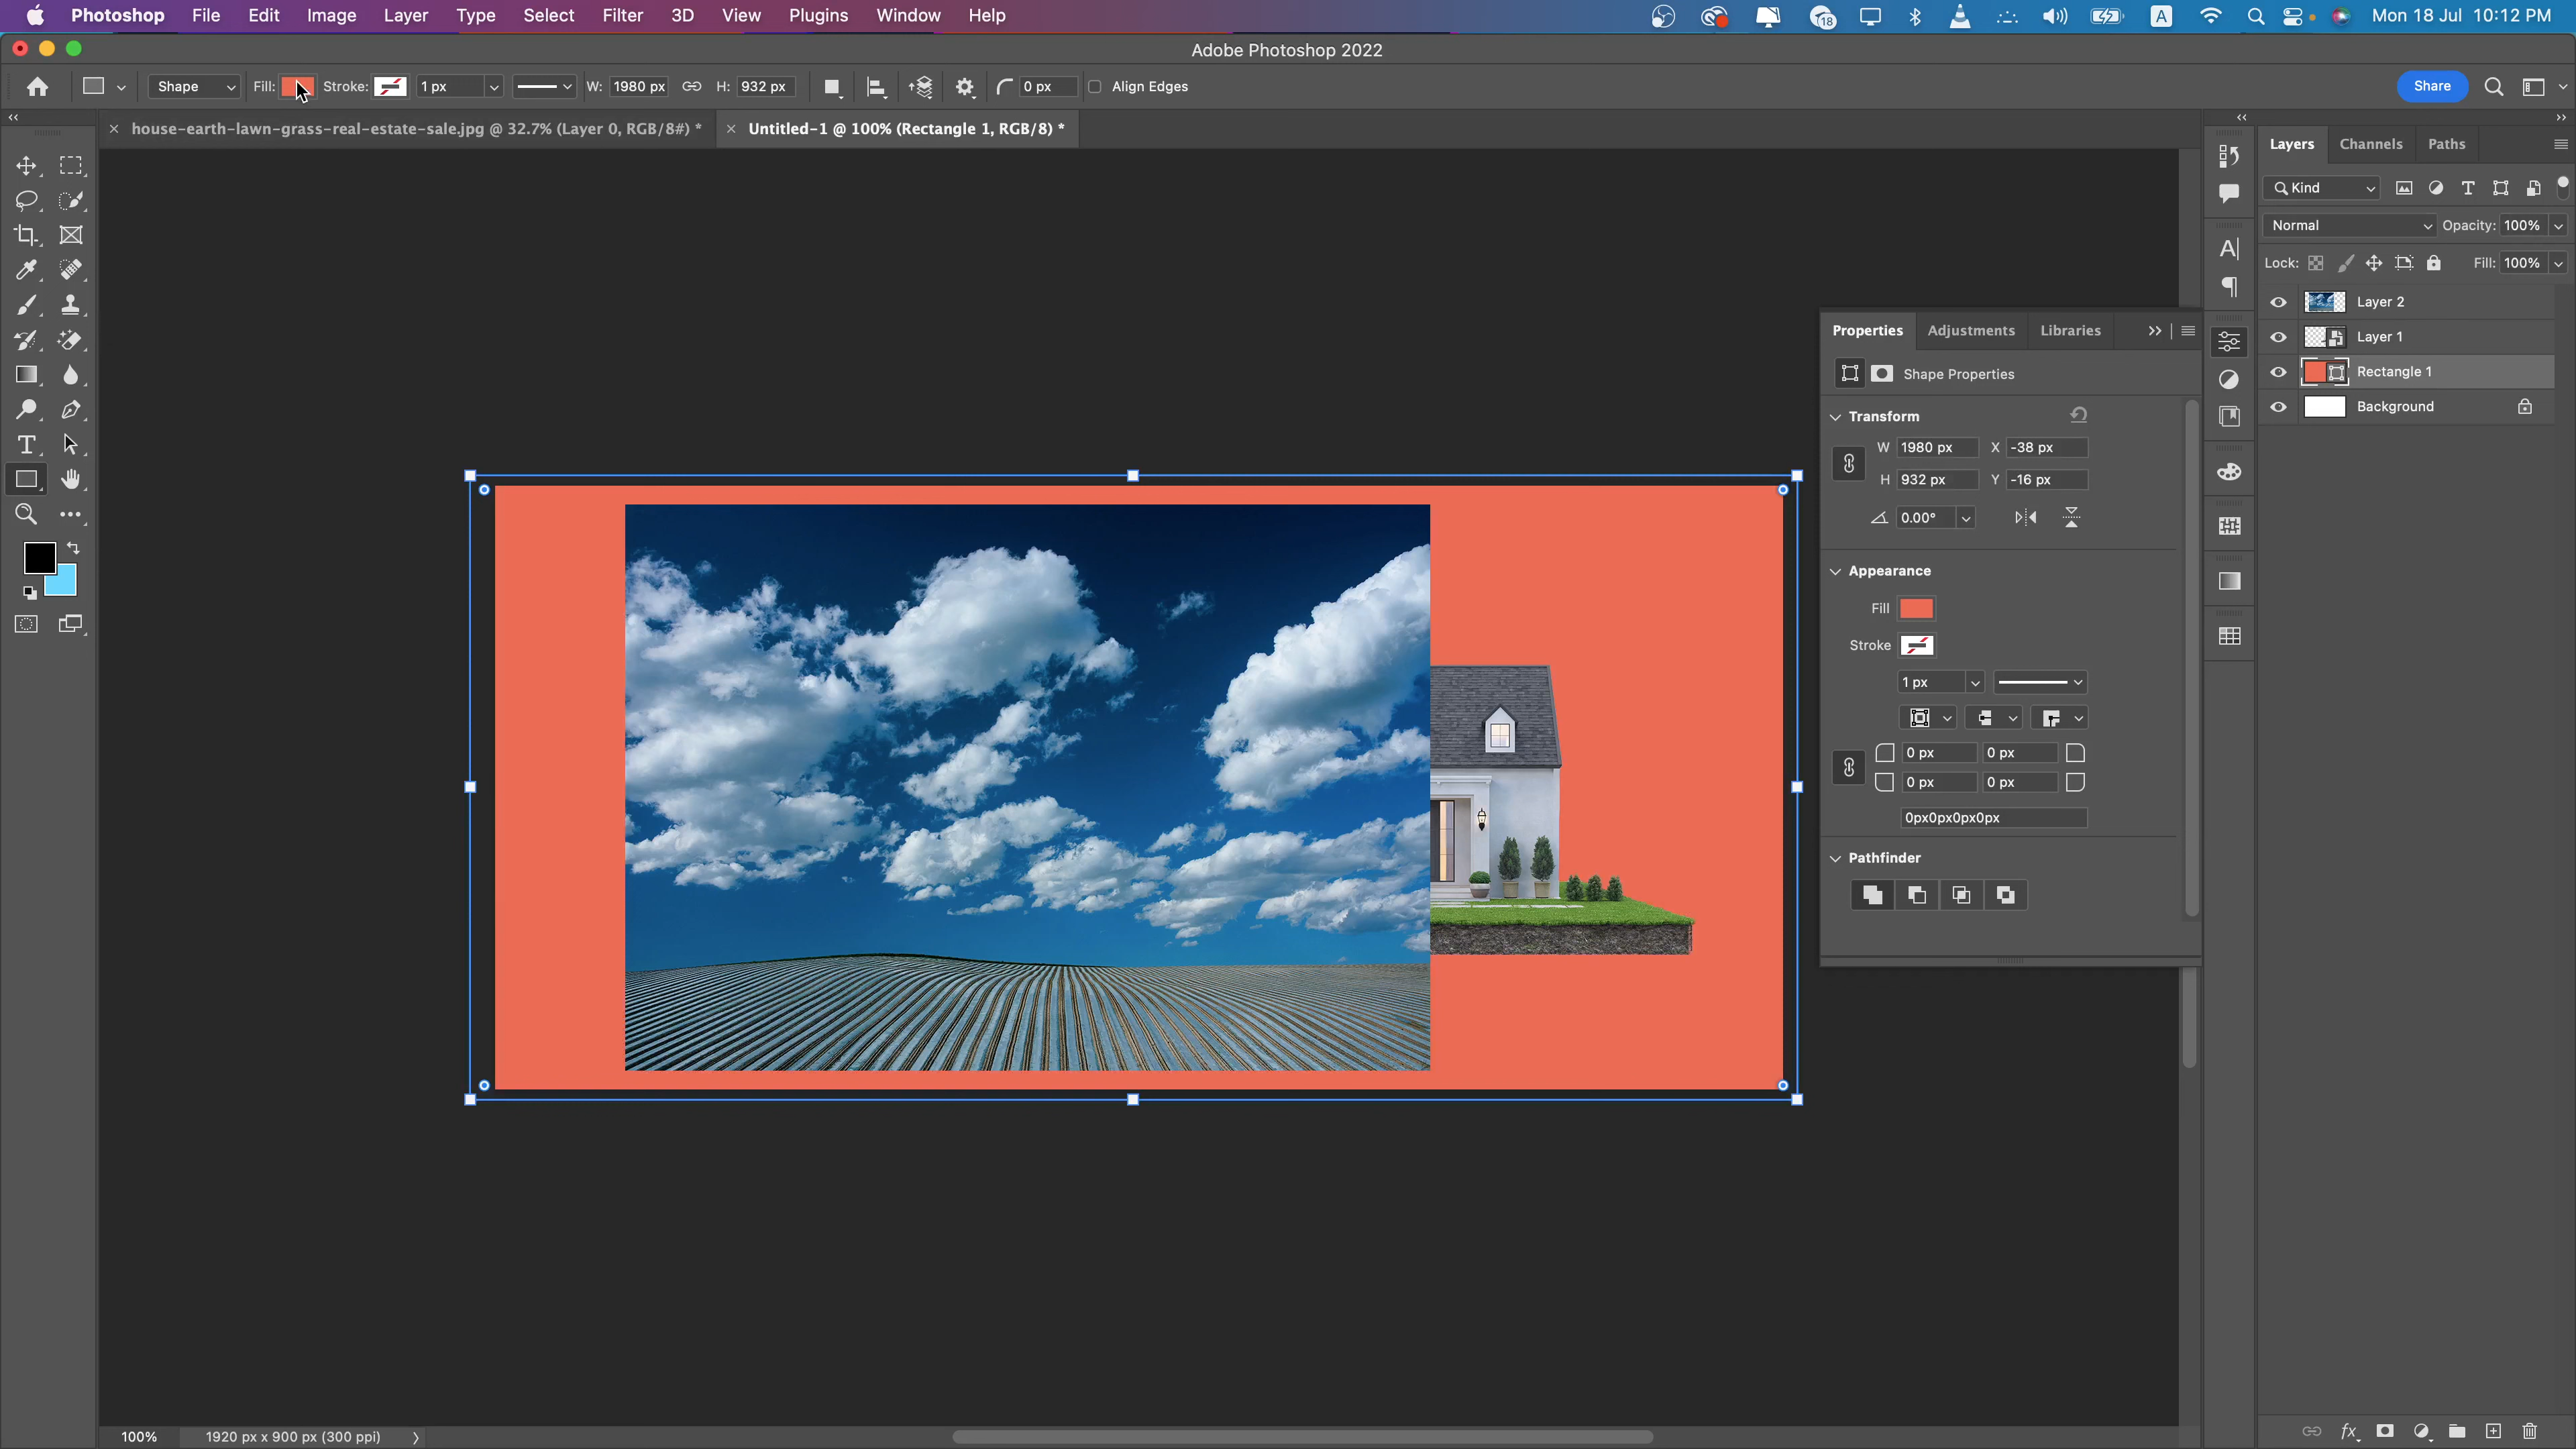 Photoshop File Edit Image Layer Type Select Filter 3D View Plugins Window Help 18 A Mon 18 Jul 10:12 PM
Adobe Photoshop 2022
Shape Fill: Stroke: 1 px W: 1980 px H: 932 px 0 px Align Edges Share
house-earth-lawn-grass-real-estate-sale.jpg @ 32.7% (Layer 0, RGB/8#) * Untitled-1 @ 100% (Rectangle 1, RGB/8) *
Layers Channels Paths
Kind
Normal Opacity: 100%
Lock: Fill: 100%
Layer 2
Layer 1
Rectangle 1
Background
Properties Adjustments Libraries
Shape Properties
Transform
W 1980 px X -38 px
H 932 px Y -16 px
0.00°
Appearance
Fill
Stroke
1 px
0 px 0 px
0 px 0 px
0px0px0px0px
Pathfinder
100% 1920 px x 900 px (300 ppi)
fx